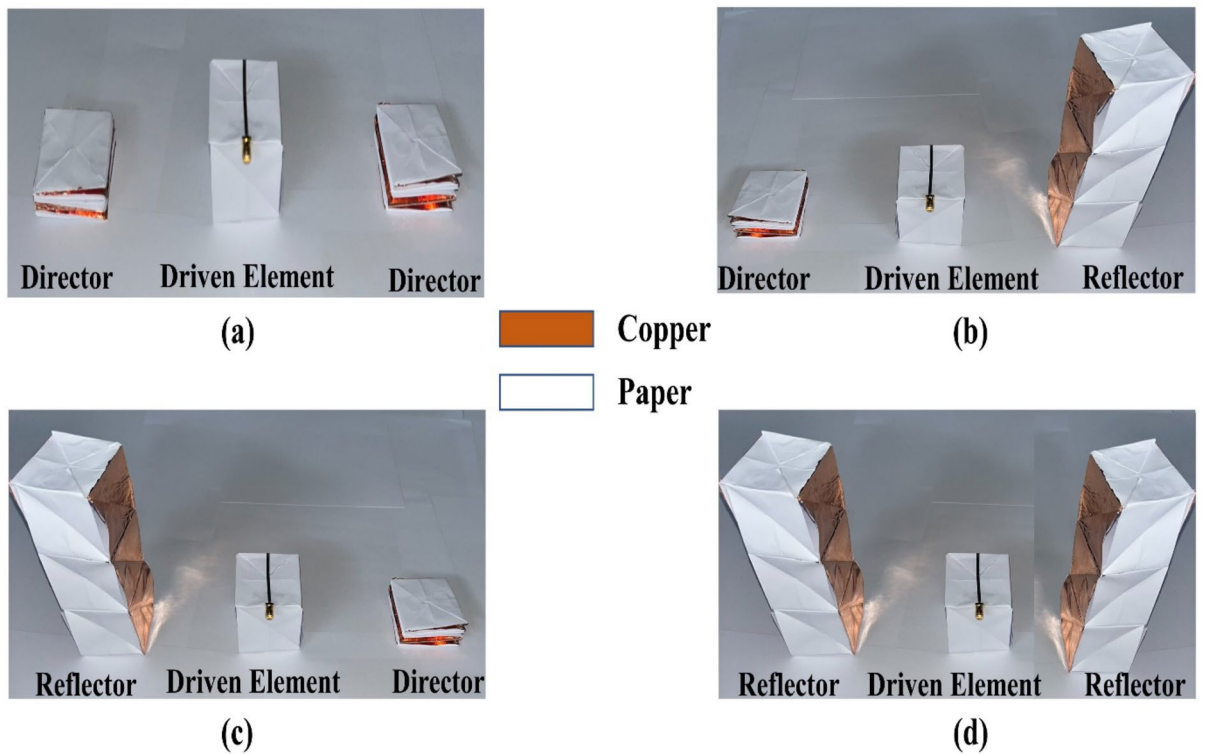 Director Driven Element Director
(a)
Director Driven Element Reflector
(b)
Copper
Paper
Reflector Driven Element Director
(c)
Reflector Driven Element Reflector
(d)